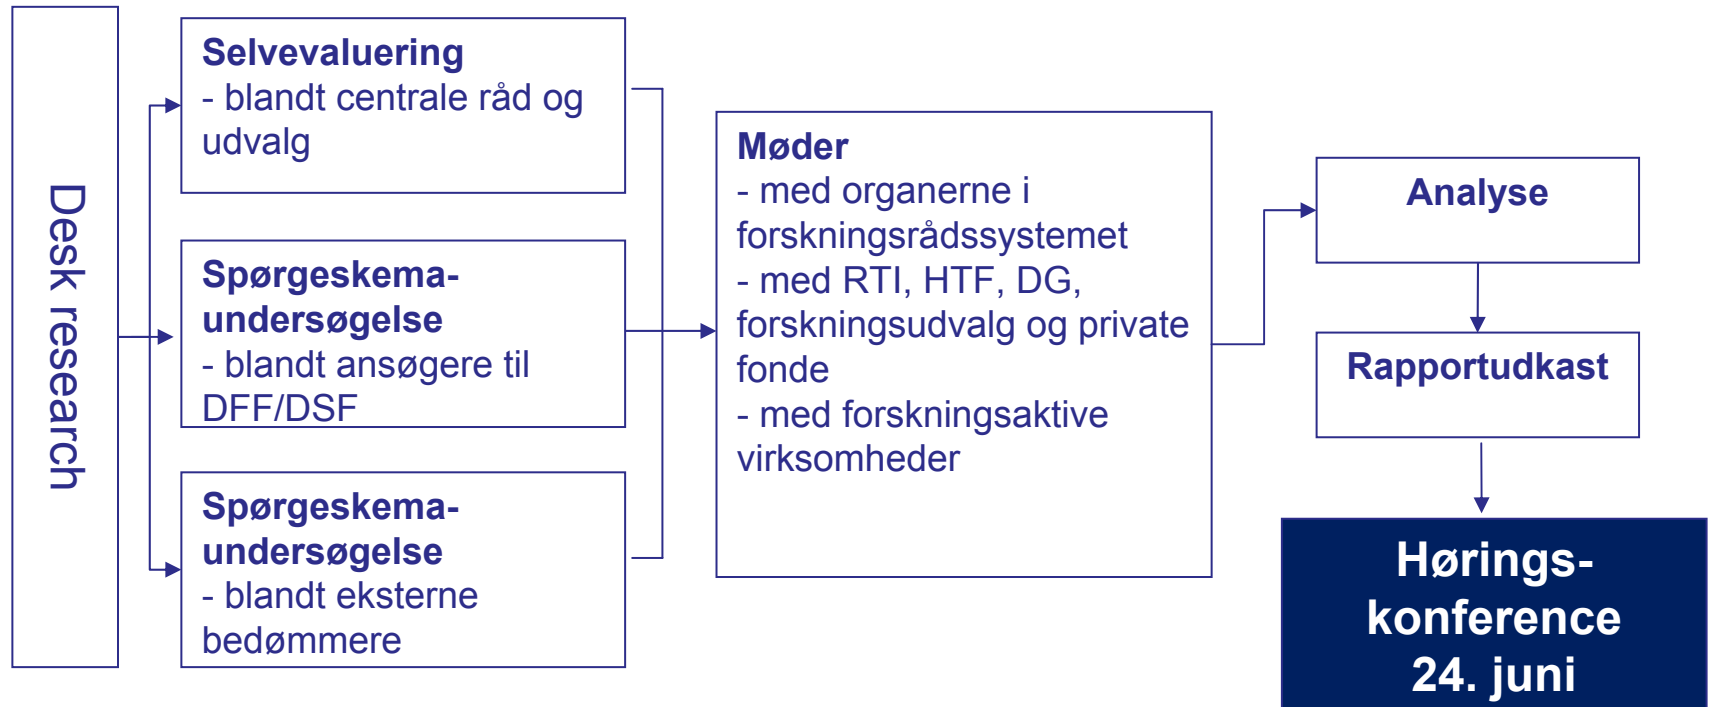 Desk research
Selvevaluering
- blandt centrale råd og
udvalg
Spørgeskema-
undersøgelse
- blandt ansøgere til
DFF/DSF
Spørgeskema-
undersøgelse
- blandt eksterne
bedømmere
Møder
- med organerne i
forskningsrådssystemet
- med RTI, HTF, DG,
forskningsudvalg og private
fonde
- med forskningsaktive
virksomheder
Analyse
Rapportudkast
Hørings-
konference
24. juni